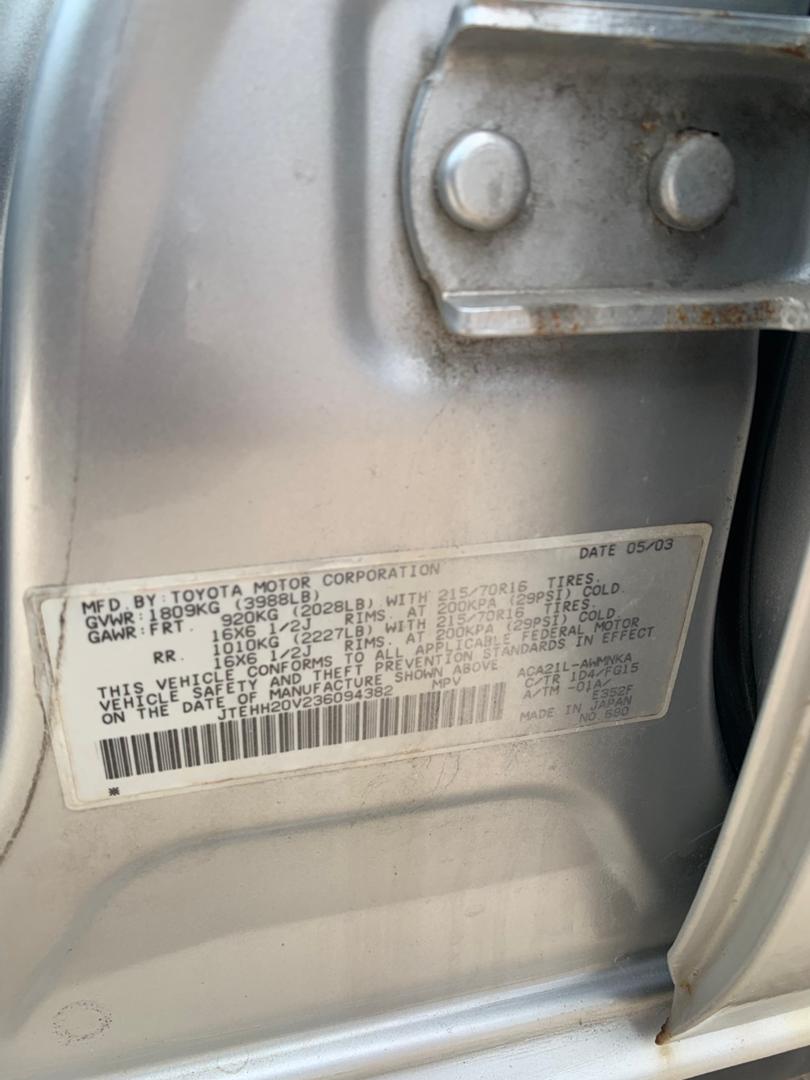 DATE 05/03
MFD. BY: TOYOTA MOTOR CORPORATION
GVWR: 1809KG (3988LB)
GAWR: FRT. 920KG (2028LB) WITH 215/70R16 TIRES.
16X6 1/2J RIMS. AT 200KPA (29PSI) COLD.
RR. 1010KG (2227LB) WITH 215/70R16 TIRES.
16X6 1/2J RIMS. AT 200KPA (29PSI) COLD.
THIS VEHICLE CONFORMS TO ALL APPLICABLE FEDERAL MOTOR
VEHICLE SAFETY AND THEFT PREVENTION STANDARDS IN EFFECT
ON THE DATE OF MANUFACTURE SHOWN ABOVE
JTEHH20V236094382 MPV
ACA21L-AWMNKA
C/TR 1D4/FG15
A/TM -01A/
E352F
MADE IN JAPAN
NO.680